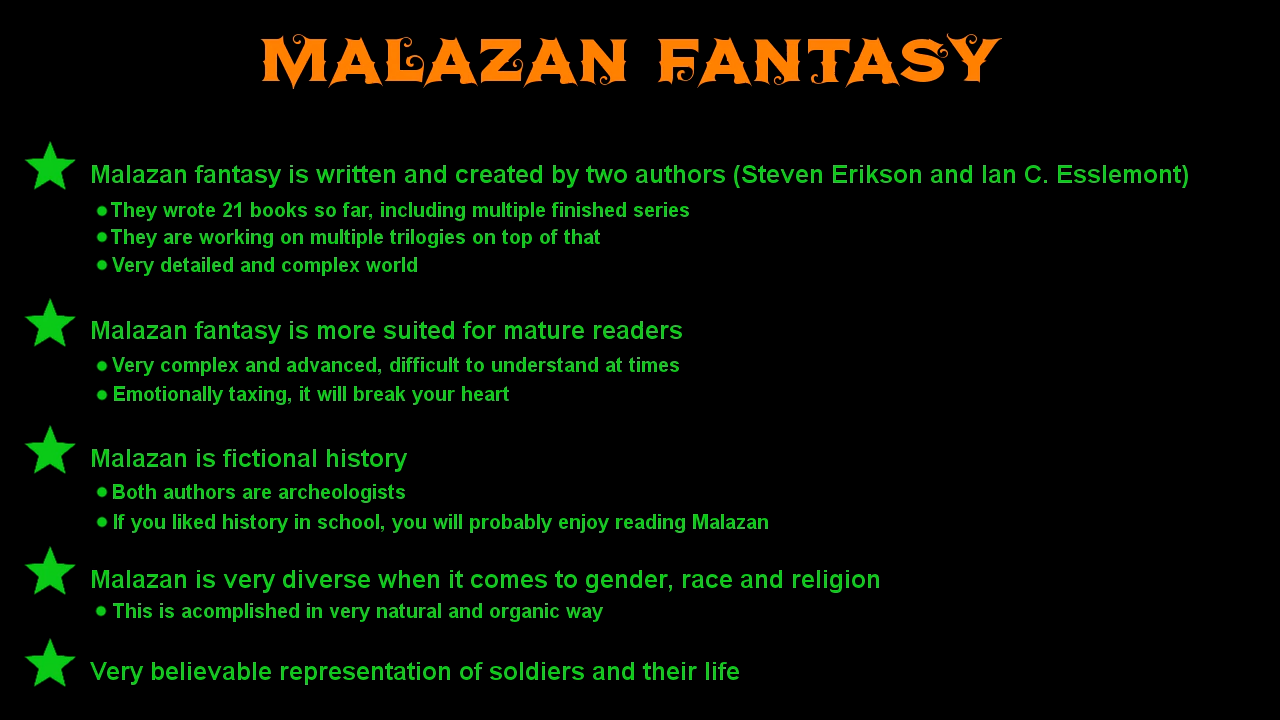 MALAZAN FANTASY
Malazan fantasy is written and created by two authors (Steven Erikson and Ian C. Esslemont)
They wrote 21 books so far, including multiple finished series
They are working on multiple trilogies on top of that
Very detailed and complex world
Malazan fantasy is more suited for mature readers
Very complex and advanced, difficult to understand at times
Emotionally taxing, it will break your heart
Malazan is fictional history
Both authors are archeologists
If you liked history in school, you will probably enjoy reading Malazan
Malazan is very diverse when it comes to gender, race and religion
This is acomplished in very natural and organic way
Very believable representation of soldiers and their life